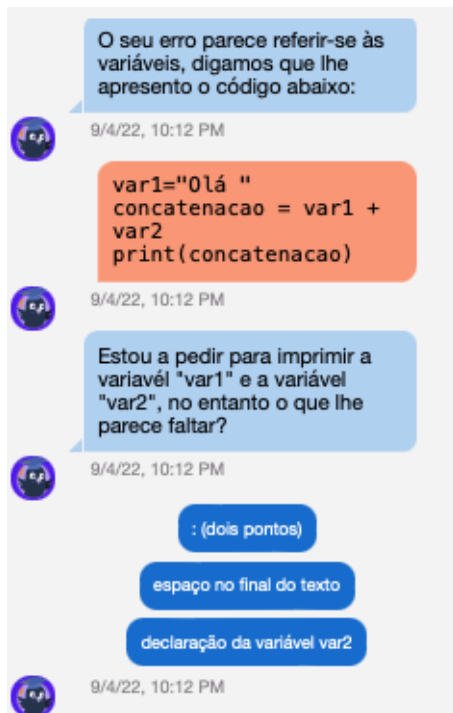 O seu erro parece referir-se às
variáveis, digamos que lhe
apresento o código abaixo:
9/4/22, 10:12 PM
var1="Olá "
concatenacao = var1 +
var2
print(concatenacao)
9/4/22, 10:12 PM
Estou a pedir para imprimir a
variavél "var1" e a variável
"var2", no entanto o que lhe
parece faltar?
9/4/22, 10:12 PM
: (dois pontos)
espaço no final do texto
declaração da variável var2
9/4/22, 10:12 PM